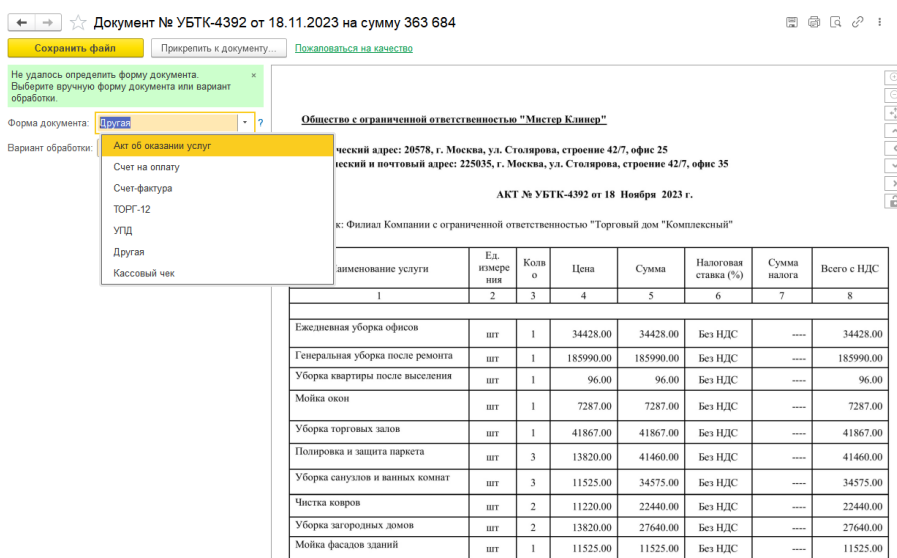 Документ № УБТК-4392 от 18.11.2023 на сумму 363 684
Сохранить файл
Прикрепить к документу...
Пожаловаться на качество
Не удалось определить форму документа.
Выберите вручную форму документа или вариант
обработки.
×
Форма документа: Другая ?
Вариант обработки:
Акт об оказании услуг
Счет на оплату
Счет-фактура
ТОРГ-12
УПД
Другая
Кассовый чек
Общество с ограниченной ответственностью "Мистер Клинер"
ческий адрес: 20578, г. Москва, ул. Столярова, строение 42/7, офис 25
ческий и почтовый адрес: 225035, г. Москва, ул. Столярова, строение 42/7, офис 35
АКТ № УБТК-4392 от 18 Ноября 2023 г.
к: Филиал Компании с ограниченной ответственностью "Торговый дом "Комплексный"
аименование услуги
Ед.
измере
ния
Колв
о
Цена
Сумма
Налоговая
ставка (%)
Сумма
налога
Всего с НДС
1 2 3 4 5 6 7 8
Ежедневная уборка офисов шт 1 34428.00 34428.00 Без НДС ---- 34428.00
Генеральная уборка после ремонта шт 1 185990.00 185990.00 Без НДС ---- 185990.00
Уборка квартиры после выселения шт 1 96.00 96.00 Без НДС ---- 96.00
Мойка окон шт 1 7287.00 7287.00 Без НДС ---- 7287.00
Уборка торговых залов шт 1 41867.00 41867.00 Без НДС ---- 41867.00
Полировка и защита паркета шт 3 13820.00 41460.00 Без НДС ---- 41460.00
Уборка санузлов и ванных комнат шт 3 11525.00 34575.00 Без НДС ---- 34575.00
Чистка ковров шт 2 11220.00 22440.00 Без НДС ---- 22440.00
Уборка загородных домов шт 2 13820.00 27640.00 Без НДС ---- 27640.00
Мойка фасадов зданий шт 1 11525.00 11525.00 Без НДС ---- 11525.00